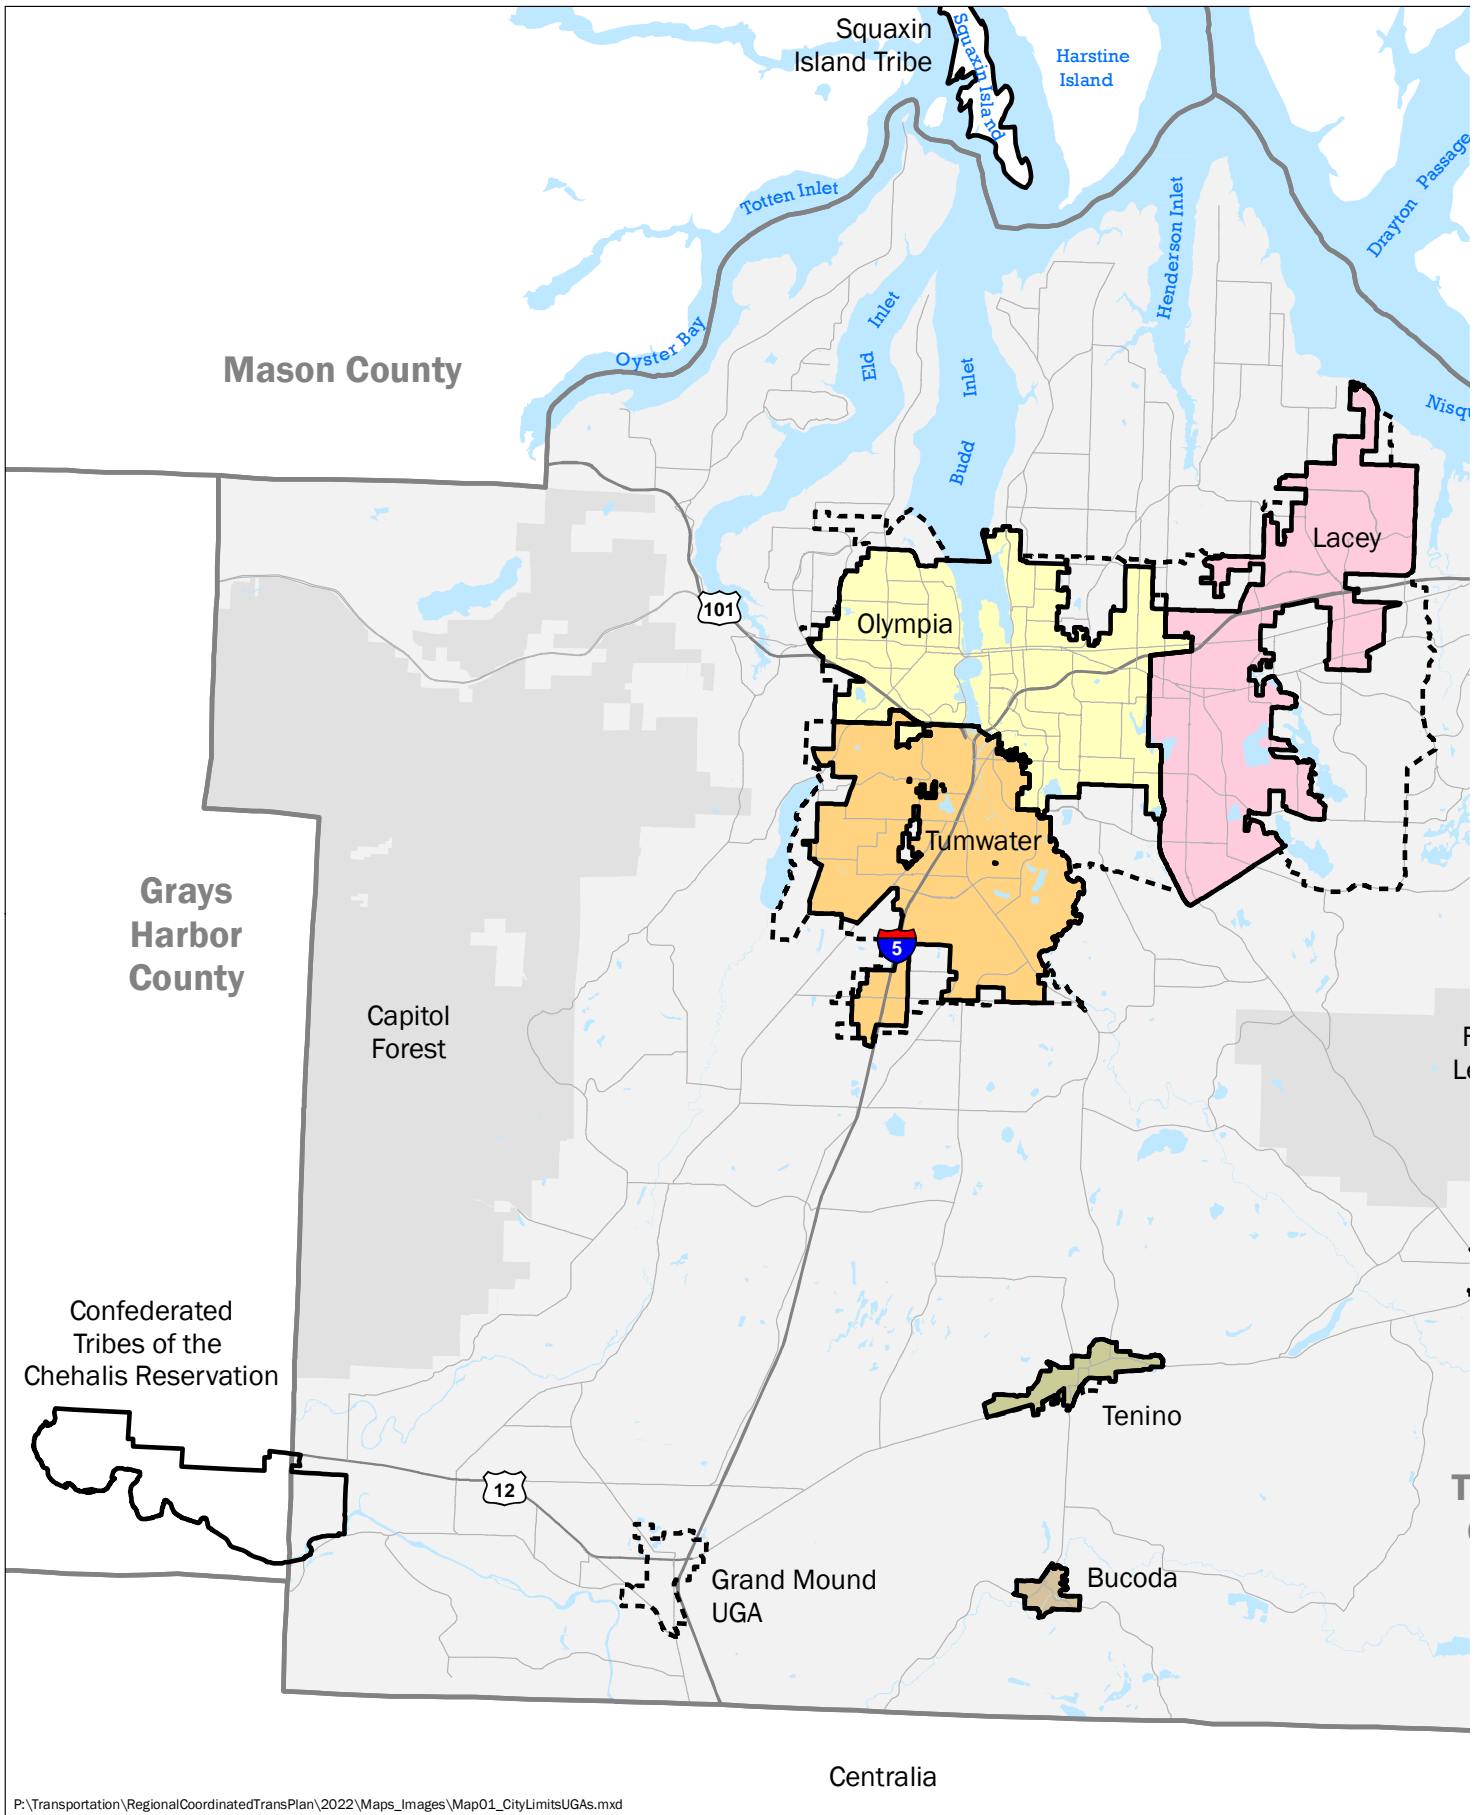 Squaxin
Island Tribe
Squaxin Island
Harstine
Island
Drayton Passage
Totten Inlet
Henderson Inlet
Eld Inlet
Oyster Bay
Budd Inlet
Mason County
Nisqu
Lacey
101
Olympia
Tumwater
Grays
Harbor
County
5
Capitol
Forest
F
Le
Confederated
Tribes of the
Chehalis Reservation
Tenino
12
T
Grand Mound
UGA
Bucoda
Centralia
P:\Transportation\RegionalCoordinatedTransPlan\2022\Maps_Images\Map01_CityLimitsUGAs.mxd